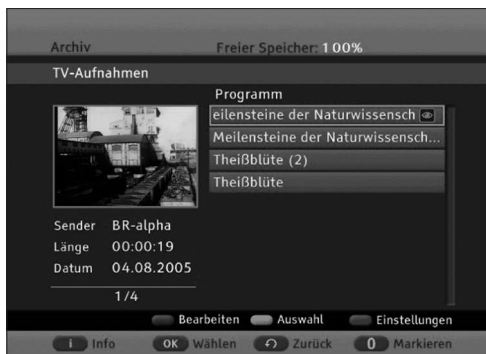 Archiv Freier Speicher: 100%
TV-Aufnahmen
Programm
eilensteine der Naturwissensch
Meilensteine der Naturwissensch...
Theißblüte (2)
Theißblüte
Sender BR-alpha
Länge 00:00:19
Datum 04.08.2005
1/4
Bearbeiten Auswahl Einstellungen
i Info OK Wählen Zurück 0 Markieren